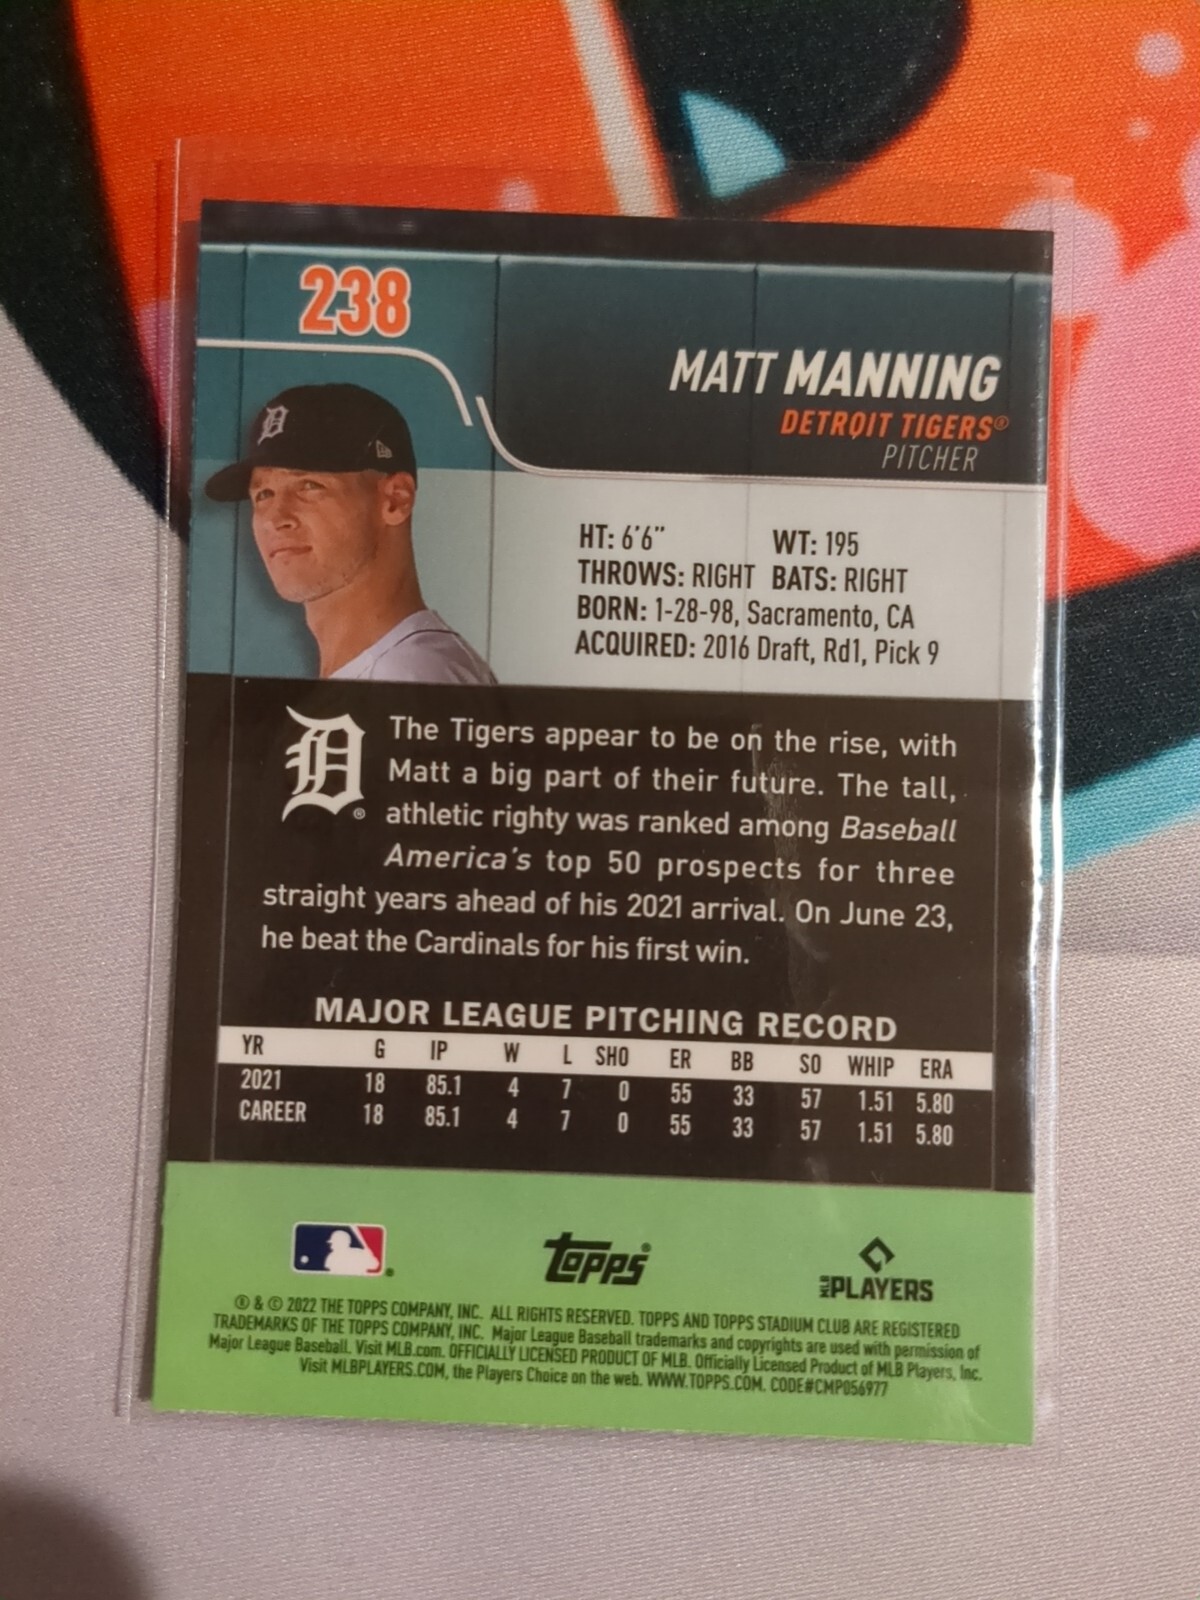 238
MATT MANNING
DETROIT TIGERS®
PITCHER
HT: 6'6" WT: 195
THROWS: RIGHT BATS: RIGHT
BORN: 1-28-98, Sacramento, CA
ACQUIRED: 2016 Draft, Rd1, Pick 9
D
D®
The Tigers appear to be on the rise, with
Matt a big part of their future. The tall,
athletic righty was ranked among Baseball
America's top 50 prospects for three
straight years ahead of his 2021 arrival. On June 23,
he beat the Cardinals for his first win.
MAJOR LEAGUE PITCHING RECORD
YR G IP W L SHO ER BB SO WHIP ERA
2021 18 85.1 4 7 0 55 33 57 1.51 5.80
CAREER 18 85.1 4 7 0 55 33 57 1.51 5.80
topps®
MLB PLAYERS
® & © 2022 THE TOPPS COMPANY, INC. ALL RIGHTS RESERVED. TOPPS AND TOPPS STADIUM CLUB ARE REGISTERED
TRADEMARKS OF THE TOPPS COMPANY, INC. Major League Baseball trademarks and copyrights are used with permission of
Major League Baseball. Visit MLB.com. OFFICIALLY LICENSED PRODUCT OF MLB. Officially Licensed Product of MLB Players, Inc.
Visit MLBPLAYERS.COM, the Players Choice on the web. WWW.TOPPS.COM. CODE#CMP056977